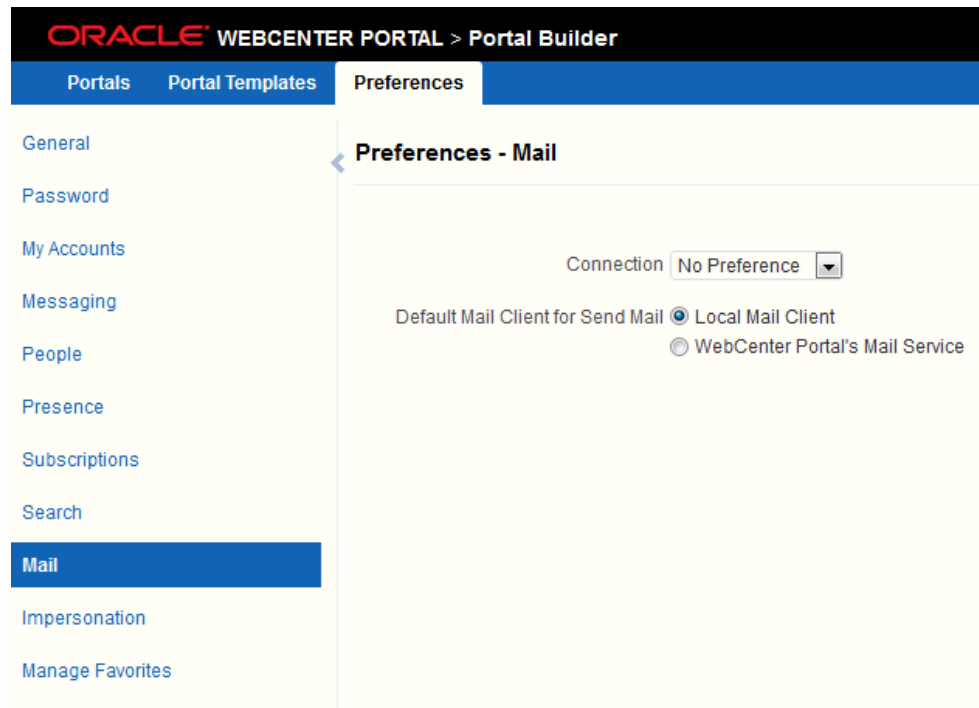 ORACLE WEBCENTER PORTAL > Portal Builder
Portals Portal Templates Preferences
General
Password
My Accounts
Messaging
People
Presence
Subscriptions
Search
Mail
Impersonation
Manage Favorites
Preferences - Mail
Connection No Preference
Default Mail Client for Send Mail Local Mail Client
WebCenter Portal's Mail Service